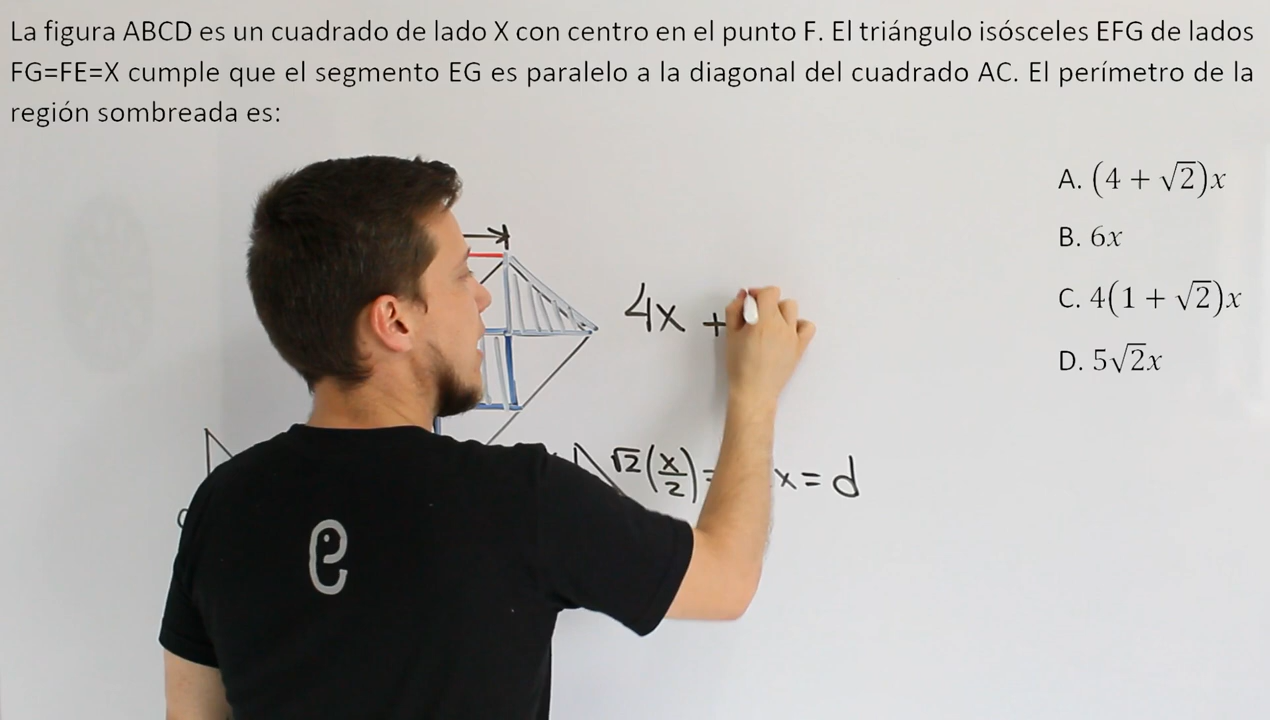 La figura ABCD es un cuadrado de lado X con centro en el punto F. El triángulo isósceles EFG de lados
FG=FE=X cumple que el segmento EG es paralelo a la diagonal del cuadrado AC. El perímetro de la
región sombreada es:
A. (4 + √2)x
B. 6x
C. 4(1 + √2)x
D. 5√2x
4x +
√2(x/2)=
x = d
e